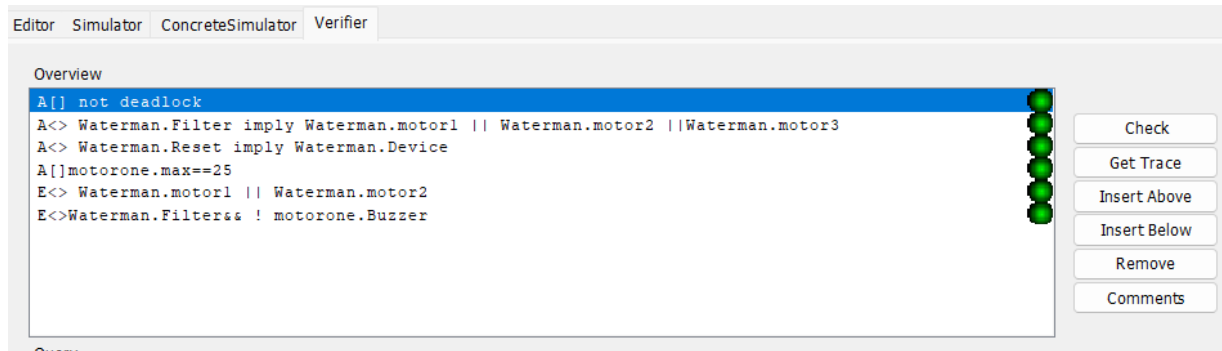 Editor Simulator ConcreteSimulator Verifier
Overview
A[] not deadlock
A<> Waterman.Filter imply Waterman.motor1 || Waterman.motor2 ||Waterman.motor3
Check
A<> Waterman.Reset imply Waterman.Device
A[]motorone.max==25
Get Trace
E<> Waterman.motor1 || Waterman.motor2
Insert Above
E<>Waterman.Filter&& ! motorone.Buzzer
Insert Below
Remove
Comments